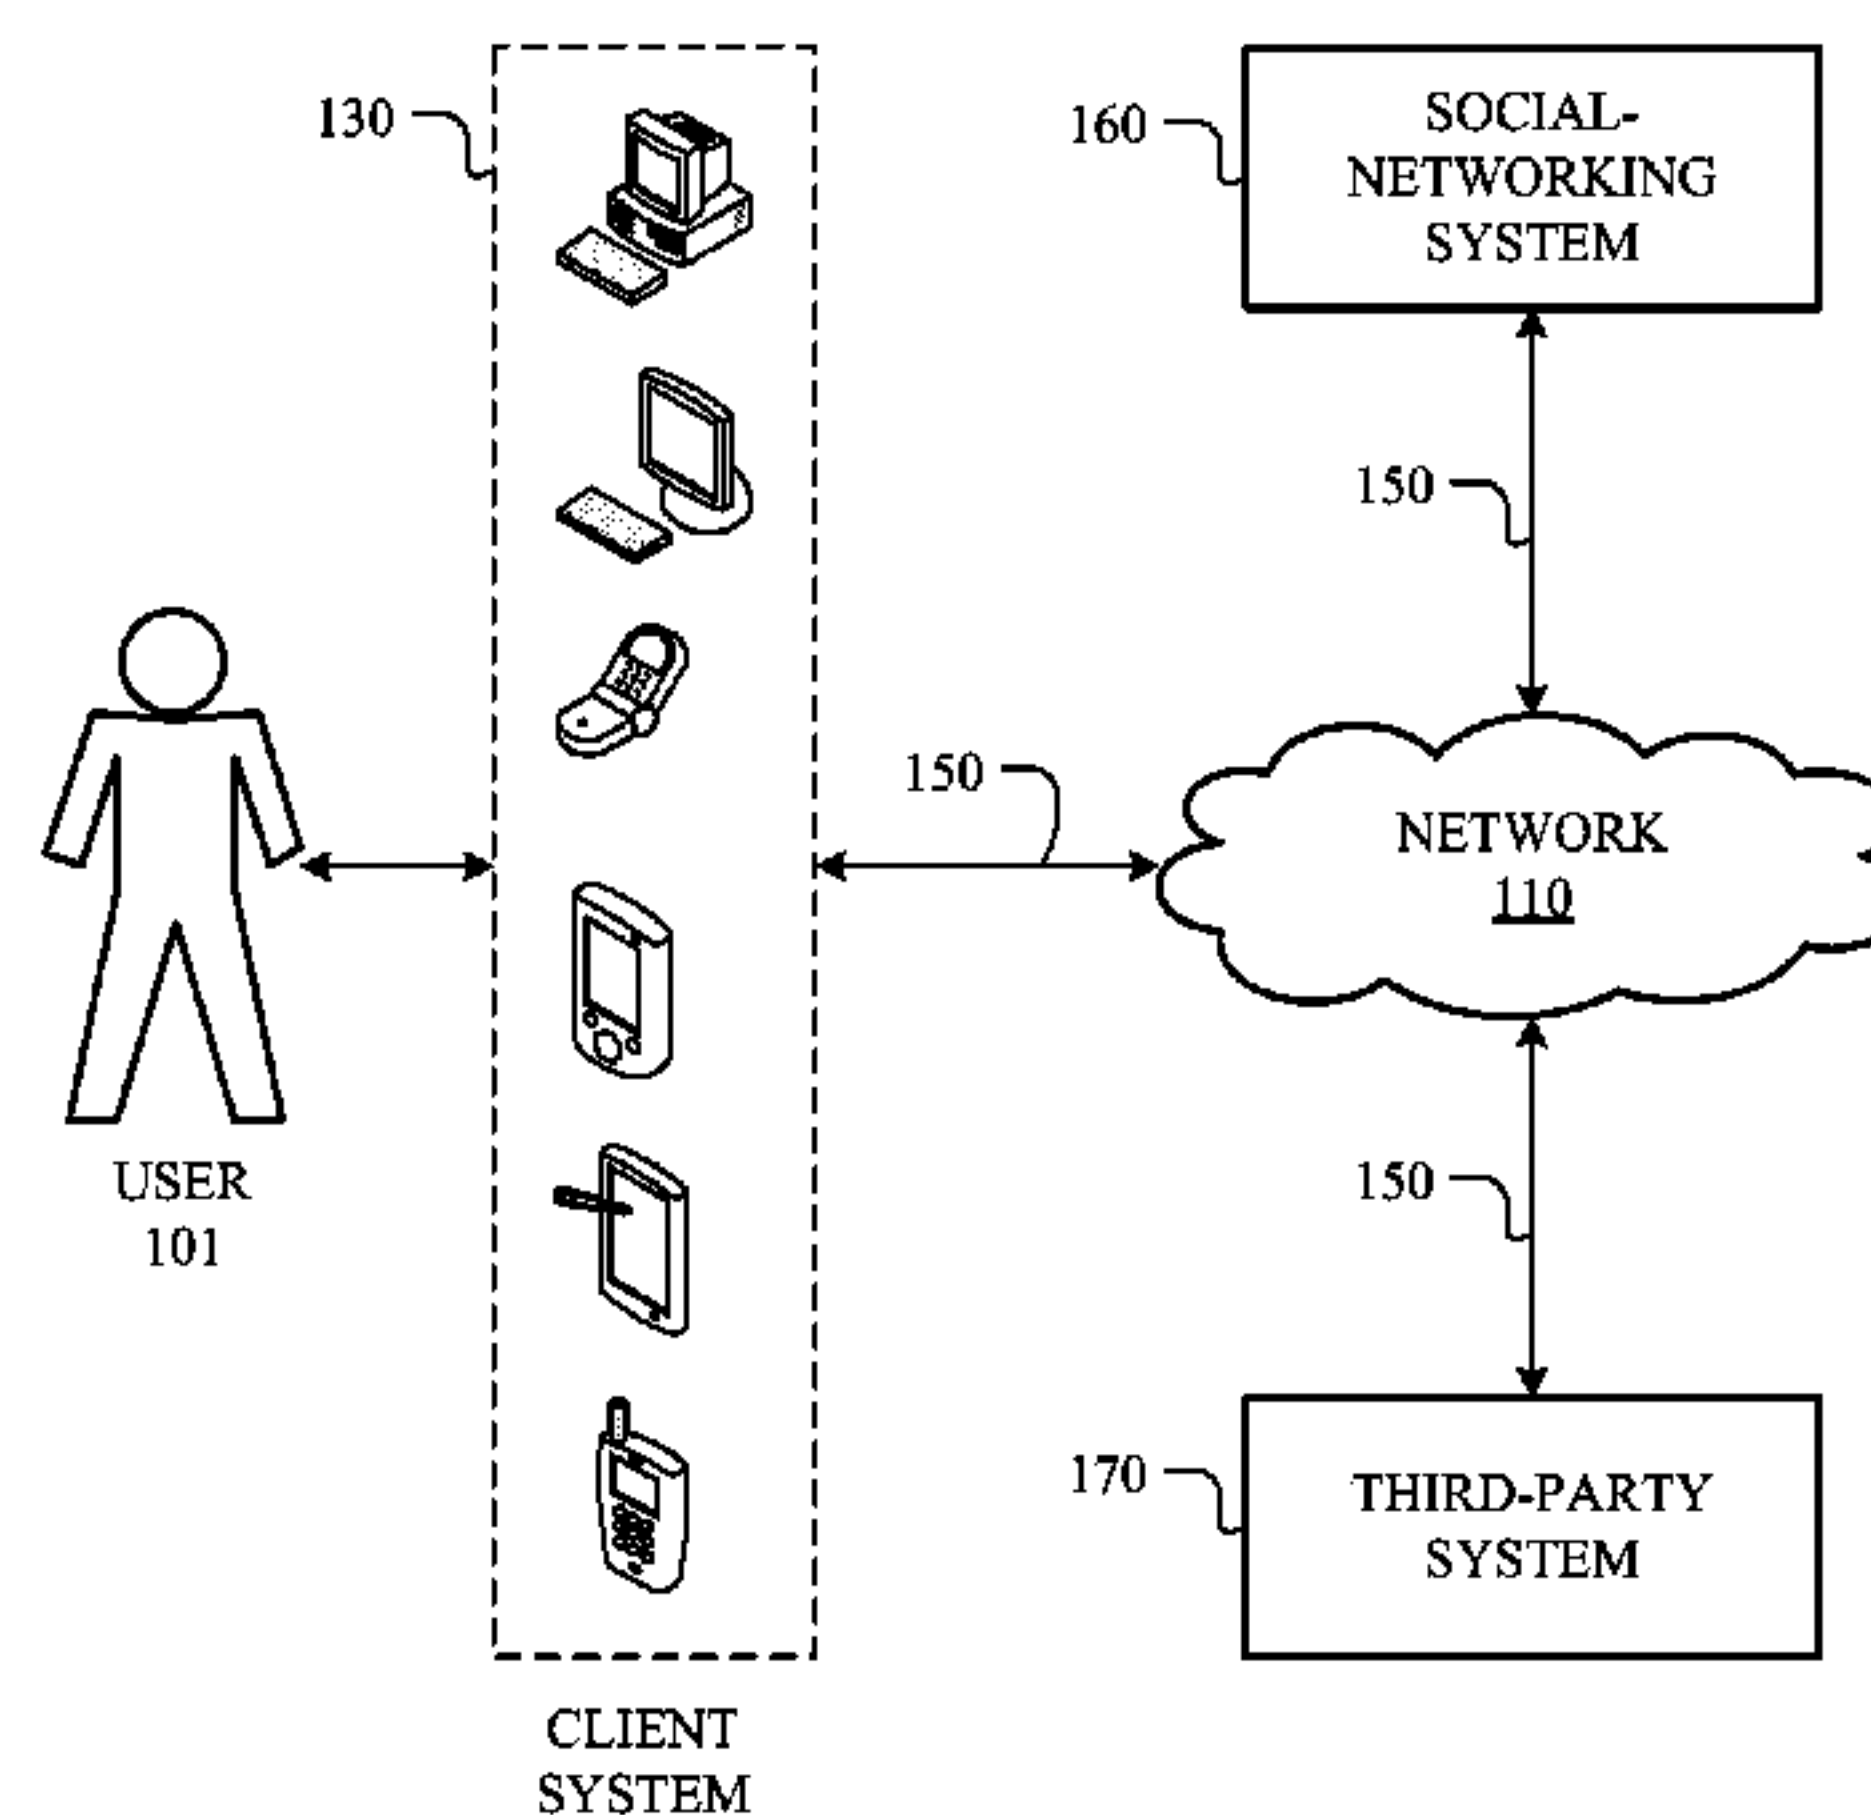 130
160
SOCIAL-
NETWORKING
SYSTEM
150
150
NETWORK
110
USER
101
150
170
THIRD-PARTY
SYSTEM
CLIENT
SYSTEM